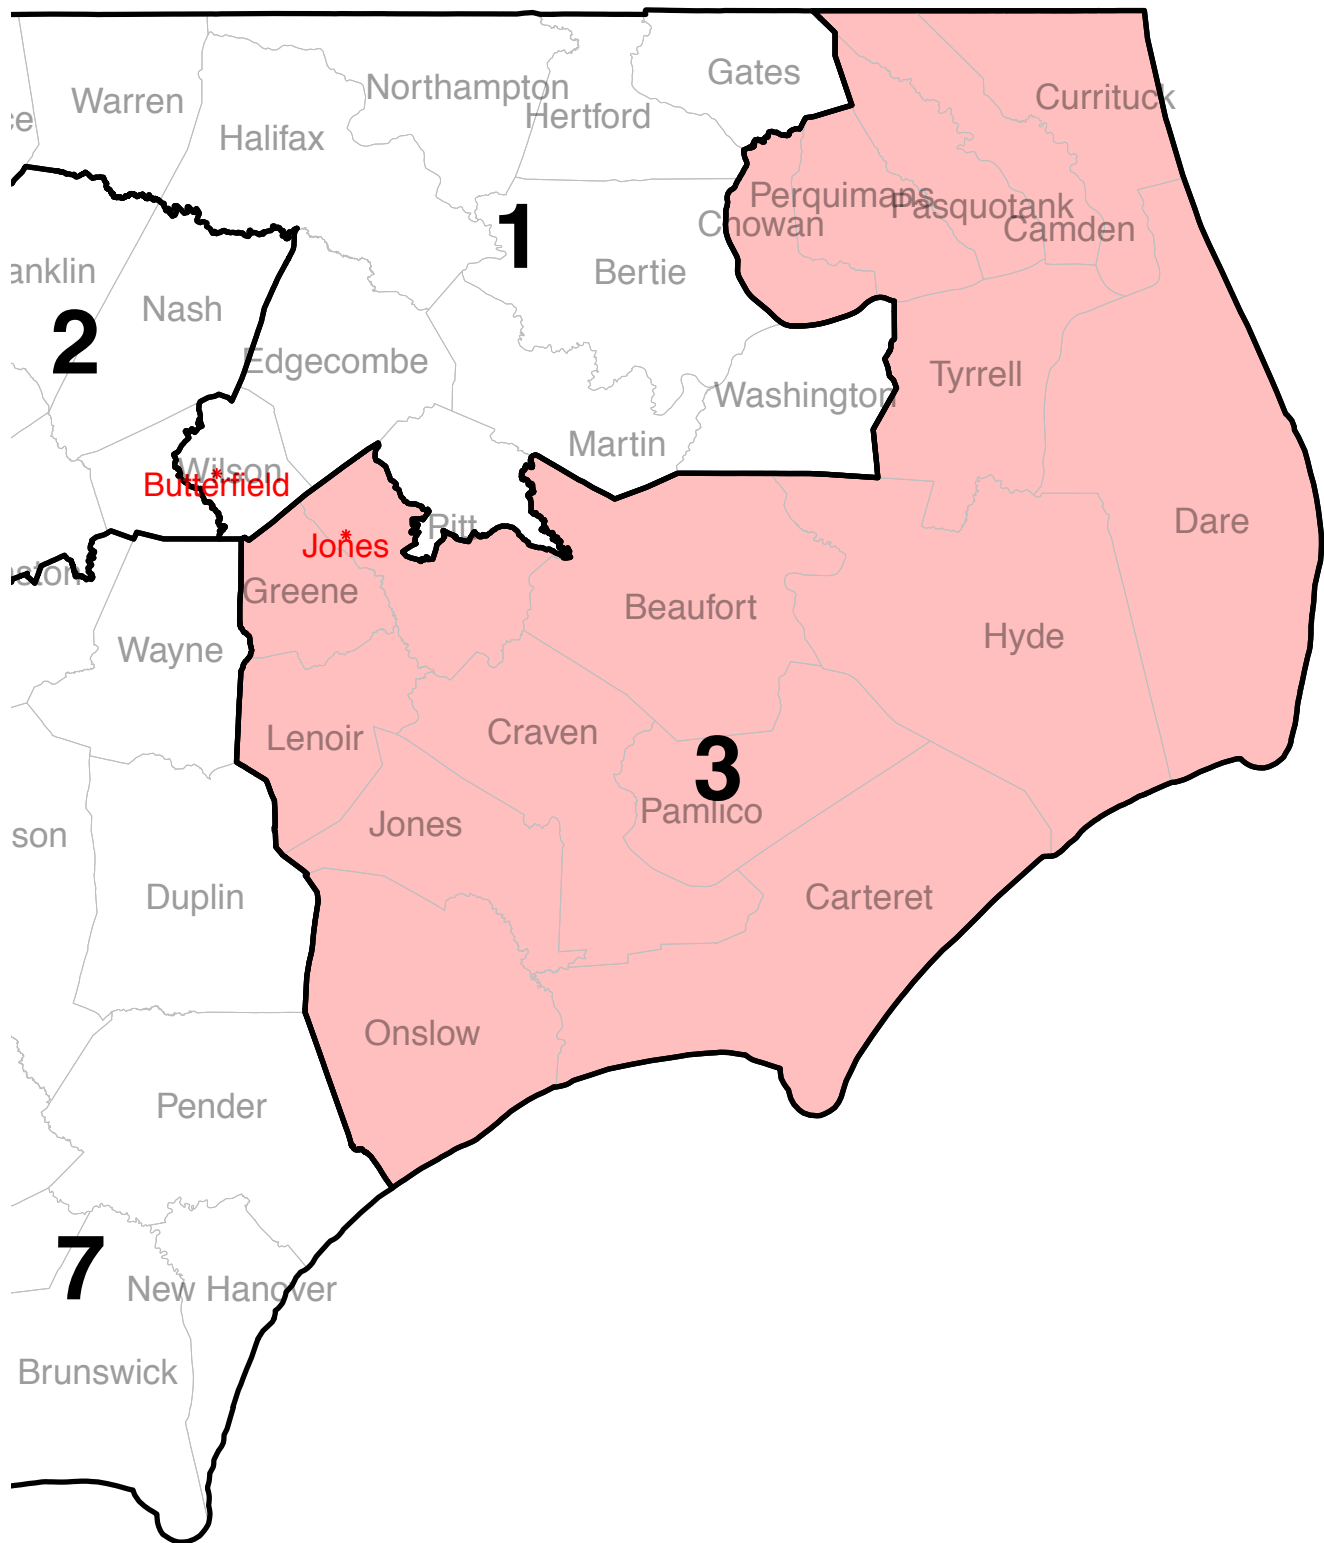 Gates
Northampton
Currituck
Warren
Hertford
ce
Halifax
Perquimans
Pasquotank
Chowan
Camden
1
Bertie
anklin
Nash
2
Edgecombe
Tyrrell
Washington
Martin
Wilson
Butterfield
Pitt
Dare
Jones
ston
Greene
Beaufort
Hyde
Wayne
Lenoir
Craven
3
Pamlico
Jones
son
Duplin
Carteret
Onslow
Pender
7
New Hanover
Brunswick